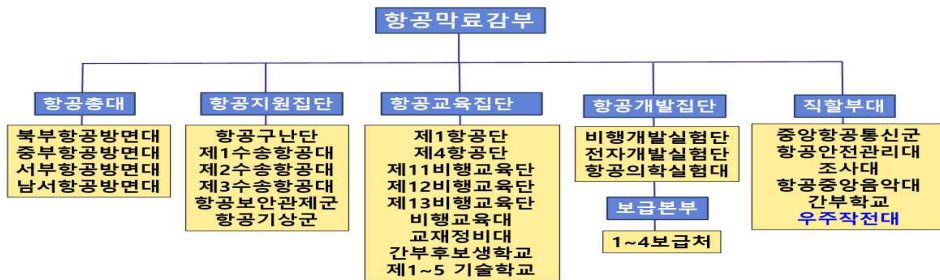 항공막료감부
항공총대
북부항공방면대
중부항공방면대
서부항공방면대
남서항공방면대
항공지원집단
항공구난단
제1수송항공대
제2수송항공대
제3수송항공대
항공보안관제군
항공기상군
항공교육집단
제1항공단
제4항공단
제11비행교육단
제12비행교육단
제13비행교육단
비행교육대
교재정비대
간부후보생학교
제1~5 기술학교
항공개발집단
비행개발실험단
전자개발실험단
항공의학실험대
보급본부
1~4보급처
직할부대
중앙항공통신군
항공안전관리대
조사대
항공중앙음악대
간부학교
우주작전대